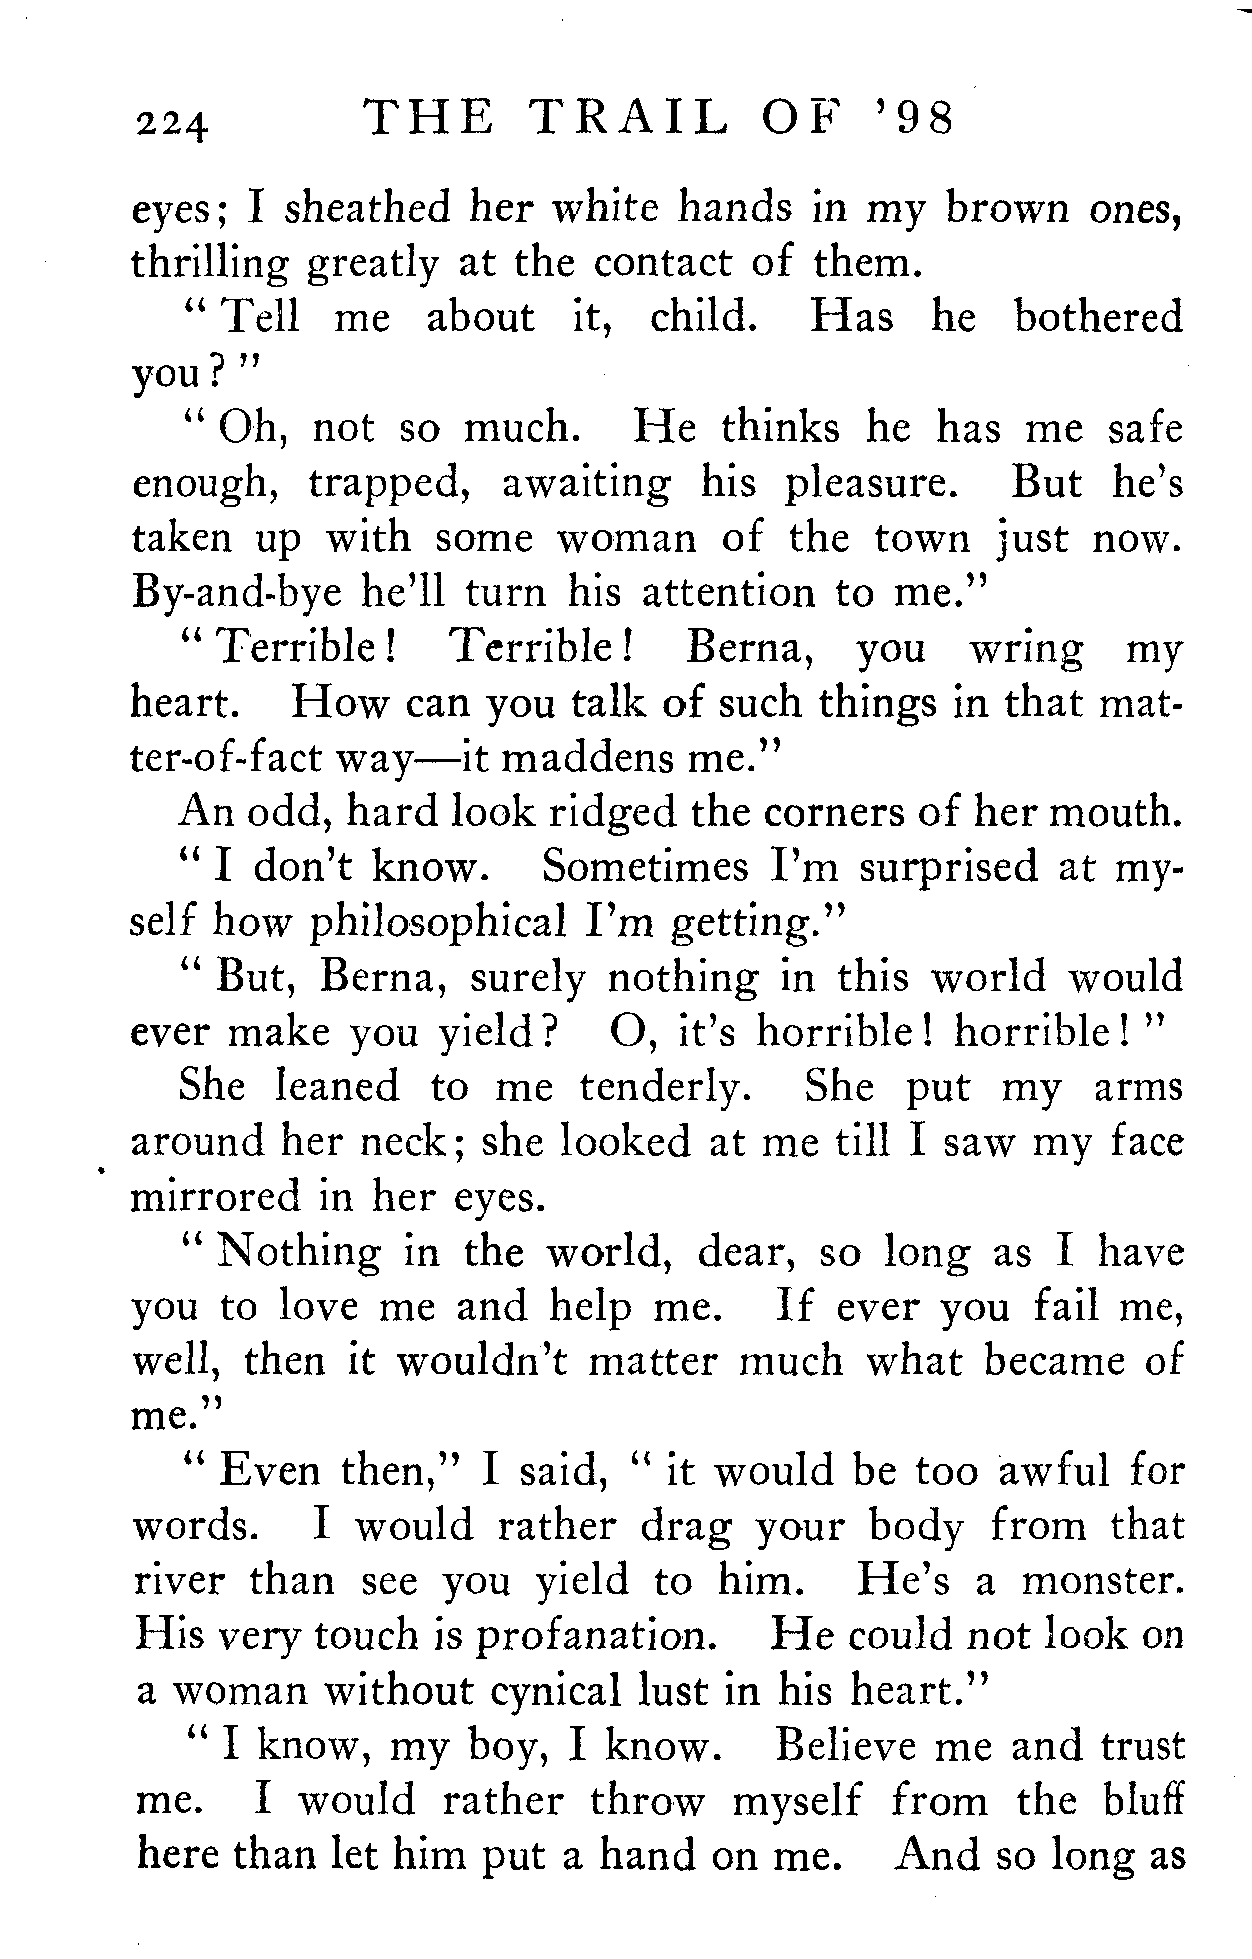 224 THE TRAIL OF '98
eyes; I sheathed her white hands in my brown ones,
thrilling greatly at the contact of them.
" Tell me about it, child. Has he bothered
you ? "
" Oh, not so much. He thinks he has me safe
enough, trapped, awaiting his pleasure. But he's
taken up with some woman of the town just now.
By-and-bye he'll turn his attention to me."
" Terrible ! Terrible ! Berna, you wring my
heart. How can you talk of such things in that mat-
ter-of-fact way—it maddens me."
An odd, hard look ridged the corners of her mouth.
" I don't know. Sometimes I'm surprised at my-
self how philosophical I'm getting."
" But, Berna, surely nothing in this world would
ever make you yield ? O, it's horrible ! horrible ! "
She leaned to me tenderly. She put my arms
around her neck ; she looked at me till I saw my face
mirrored in her eyes.
" Nothing in the world, dear, so long as I have
you to love me and help me. If ever you fail me,
well, then it wouldn't matter much what became of
me."
" Even then," I said, " it would be too awful for
words. I would rather drag your body from that
river than see you yield to him. He's a monster.
His very touch is profanation. He could not look on
a woman without cynical lust in his heart."
" I know, my boy, I know. Believe me and trust
me. I would rather throw myself from the bluff
here than let him put a hand on me. And so long as